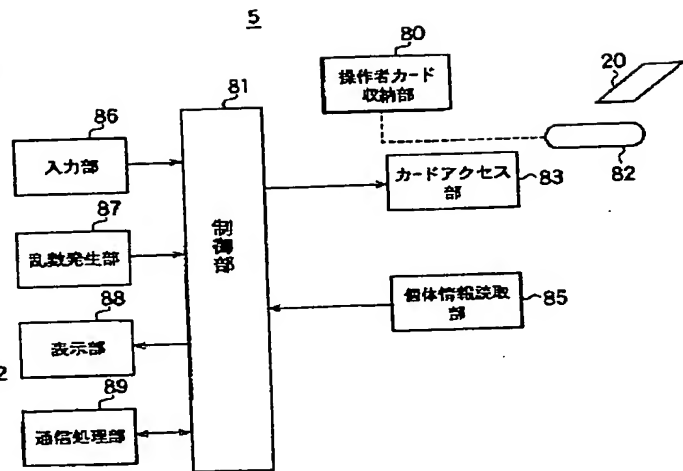 5
80
操作者カード
収納部
20
82
81
制御部
86
入力部
カードアクセス
部
83
87
乱数発生部
個体情報読取
部
85
88
表示部
2
89
通信処理部